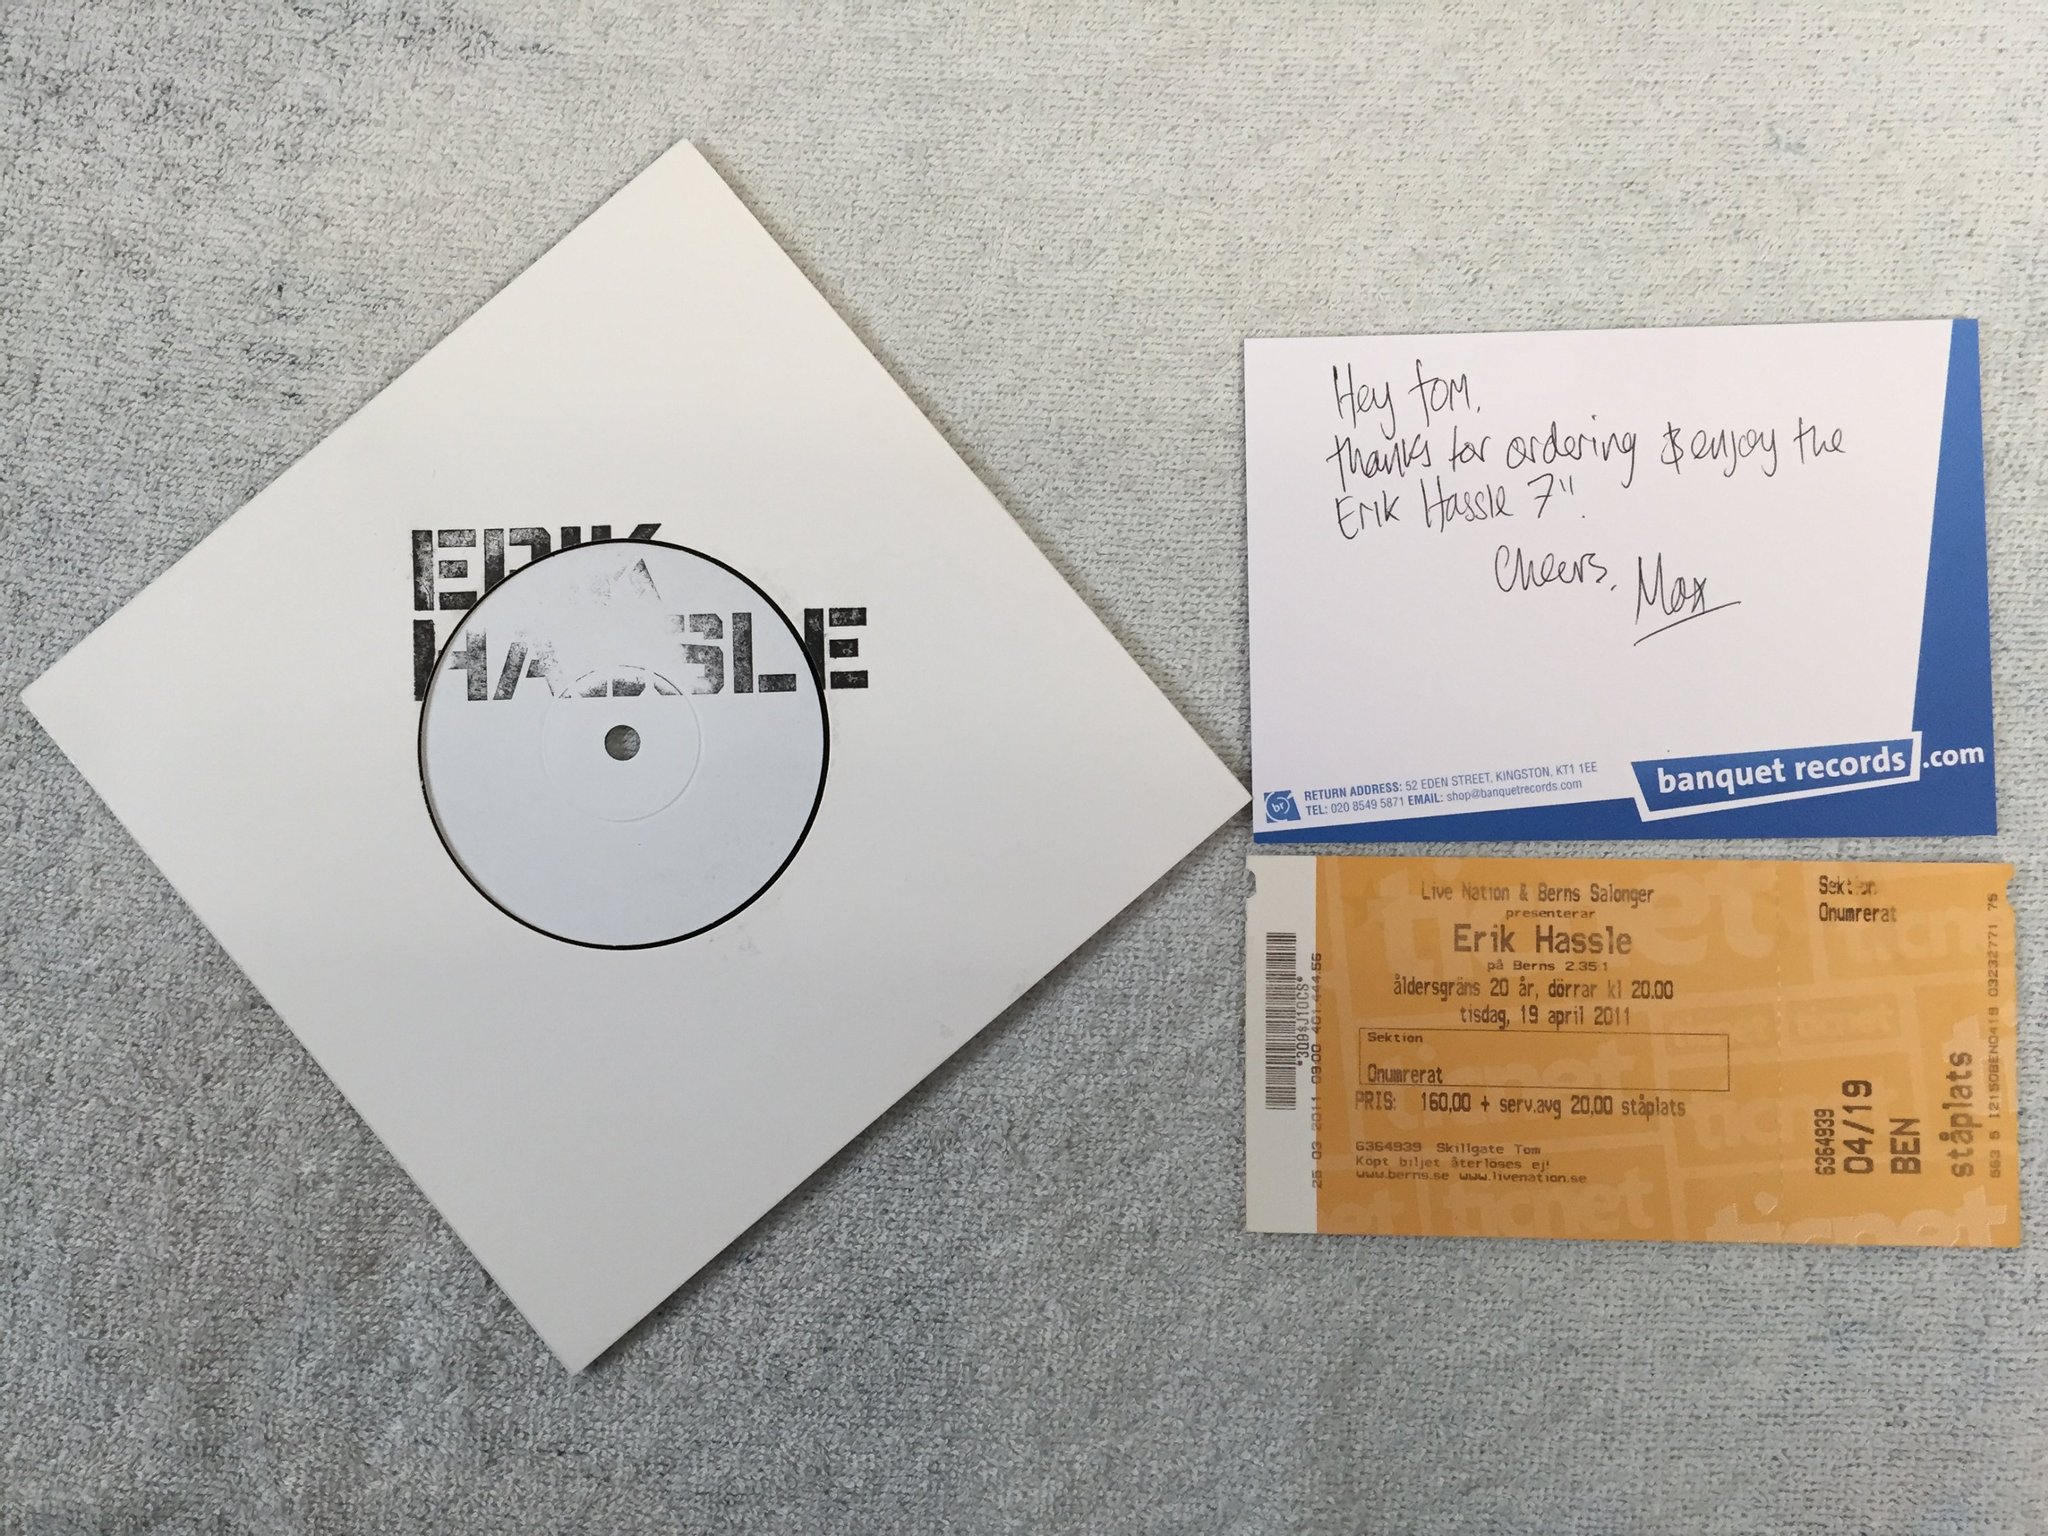 ERIK
HASSLE
Hey Tom,
thanks for ordering & enjoy the
Erik Hassle 7"!
Cheers, Max
br
RETURN ADDRESS: 52 EDEN STREET, KINGSTON, KT1 1EE
TEL: 020 8549 5871 EMAIL: shop@banquetrecords.com
banquet records.com
Live Nation & Berns Salonger
presenterar
Erik Hassle
på Berns 2.35:1
åldersgräns 20 år, dörrar kl 20.00
tisdag, 19 april 2011
Sektion
Onumrerat
PRIS: 160,00 + serv.avg 20,00 ståplats
6364939 Skillgate Tom
Köpt biljet återlöses ej!
www.berns.se www.livenation.se
Sektion
Onumrerat
6364939
04/19
BEN
ståplats